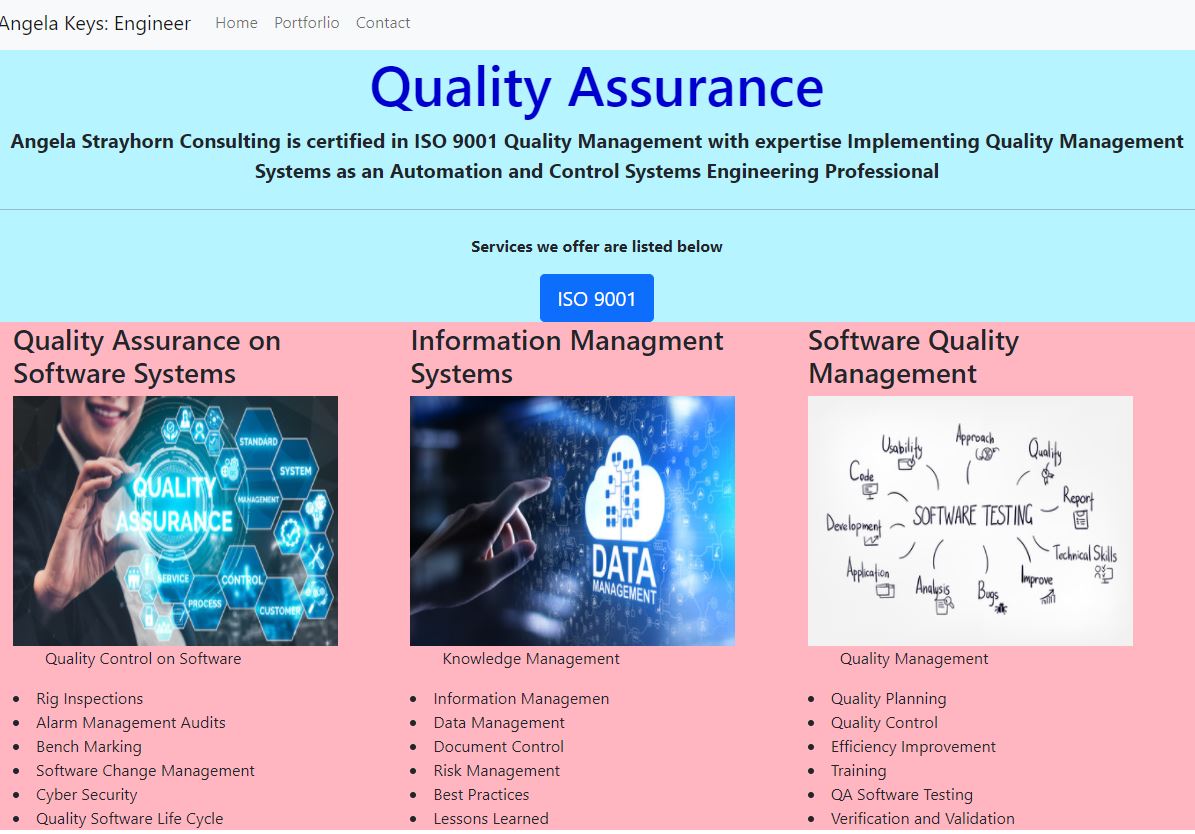 Angela Keys: Engineer Home Portforlio Contact
Quality Assurance
Angela Strayhorn Consulting is certified in ISO 9001 Quality Management with expertise Implementing Quality Management
Systems as an Automation and Control Systems Engineering Professional
Services we offer are listed below
ISO 9001
Quality Assurance on
Software Systems
QUALITY
ASSURANCE
STANDARD
SYSTEM
MANAGEMENT
SERVICE
CONTROL
PROCESS
CUSTOMER
Quality Control on Software
Rig Inspections
Alarm Management Audits
Bench Marking
Software Change Management
Cyber Security
Quality Software Life Cycle
Information Managment
Systems
DATA
MANAGEMENT
Knowledge Management
Information Managemen
Data Management
Document Control
Risk Management
Best Practices
Lessons Learned
Software Quality
Management
Approach
Usability
Quality
Code
Report
SOFTWARE TESTING
Development
Technical Skills
Application
Improve
Analysis
Bugs
Quality Management
Quality Planning
Quality Control
Efficiency Improvement
Training
QA Software Testing
Verification and Validation